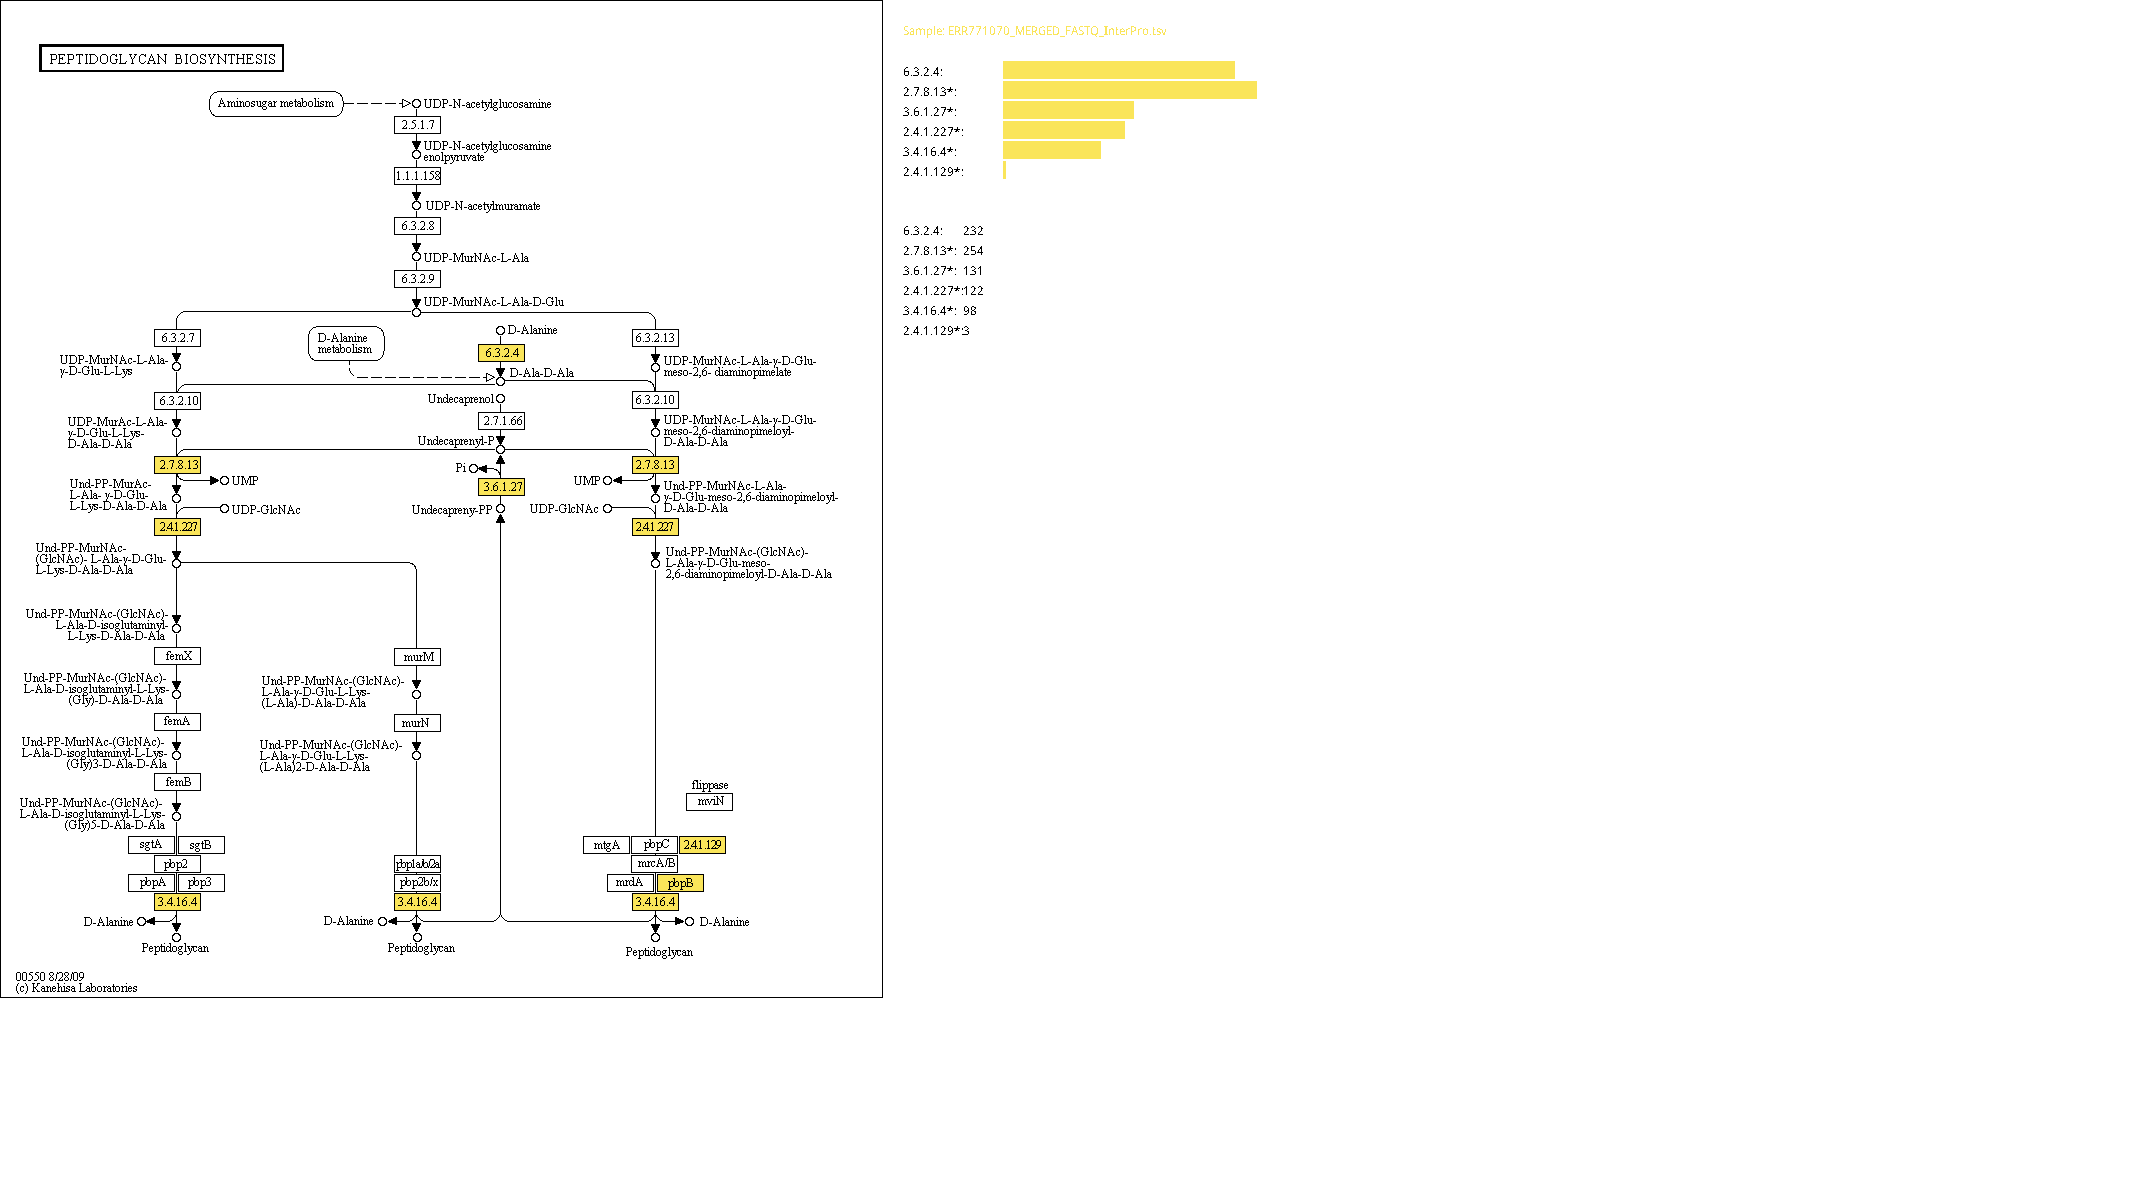 PEPTIDOGLYCAN BIOSYNTHESIS
Aminosugar metabolism
UDP-N-acetylglucosamine
2.5.1.7
UDP-N-acetylglucosamine
enolpyruvate
1.1.1.158
UDP-N-acetylmuramate
6.3.2.8
UDP-MurNAc-L-Ala
6.3.2.9
UDP-MurNAc-L-Ala-D-Glu
6.3.2.7
D-Alanine
metabolism
D-Alanine
6.3.2.13
6.3.2.4
UDP-MurNAc-L-Ala-
γ-D-Glu-L-Lys
D-Ala-D-Ala
UDP-MurNAc-L-Ala-γ-D-Glu-
meso-2,6- diaminopimelate
6.3.2.10
Undecaprenol
6.3.2.10
2.7.1.66
UDP-MurAc-L-Ala-
γ-D-Glu-L-Lys-
D-Ala-D-Ala
Undecaprenyl-P
UDP-MurNAc-L-Ala-γ-D-Glu-
meso-2,6-diaminopimeloyl-
D-Ala-D-Ala
2.7.8.13
Pi
2.7.8.13
UMP
3.6.1.27
UMP
Und-PP-MurAc-
L-Ala- γ-D-Glu-
L-Lys-D-Ala-D-Ala
Und-PP-MurNAc-L-Ala-
γ-D-Glu-meso-2,6-diaminopimeloyl-
D-Ala-D-Ala
UDP-GlcNAc
Undecapreny-PP
UDP-GlcNAc
2.4.1.227
2.4.1.227
Und-PP-MurNAc-
(GlcNAc)- L-Ala-γ-D-Glu-
L-Lys-D-Ala-D-Ala
Und-PP-MurNAc-(GlcNAc)-
L-Ala-γ-D-Glu-meso-
2,6-diaminopimeloyl-D-Ala-D-Ala
Und-PP-MurNAc-(GlcNAc)-
L-Ala-D-isoglutaminyl-
L-Lys-D-Ala-D-Ala
femX
murM
Und-PP-MurNAc-(GlcNAc)-
L-Ala-D-isoglutaminyl-L-Lys-
(Gly)-D-Ala-D-Ala
Und-PP-MurNAc-(GlcNAc)-
L-Ala-γ-D-Glu-L-Lys-
(L-Ala)-D-Ala-D-Ala
femA
murN
Und-PP-MurNAc-(GlcNAc)-
L-Ala-D-isoglutaminyl-L-Lys-
(Gly)3-D-Ala-D-Ala
Und-PP-MurNAc-(GlcNAc)-
L-Ala-γ-D-Glu-L-Lys-
(L-Ala)2-D-Ala-D-Ala
femB
flippase
mviN
Und-PP-MurNAc-(GlcNAc)-
L-Ala-D-isoglutaminyl-L-Lys-
(Gly)5-D-Ala-D-Ala
sgtA sgtB
mtgA pbpC 2.4.1.129
pbp2
pbp1a/b/2a
mrcA/B
pbpA pbp3
pbp2b/x
mrdA pbpB
3.4.16.4
3.4.16.4
3.4.16.4
D-Alanine
D-Alanine
D-Alanine
Peptidoglycan
Peptidoglycan
Peptidoglycan
00550 8/28/09
(c) Kanehisa Laboratories
Sample: ERR771070_MERGED_FASTQ_InterPro.tsv
6.3.2.4:
2.7.8.13*:
3.6.1.27*:
2.4.1.227*:
3.4.16.4*:
2.4.1.129*:
6.3.2.4: 232
2.7.8.13*: 254
3.6.1.27*: 131
2.4.1.227*:122
3.4.16.4*: 98
2.4.1.129*:3